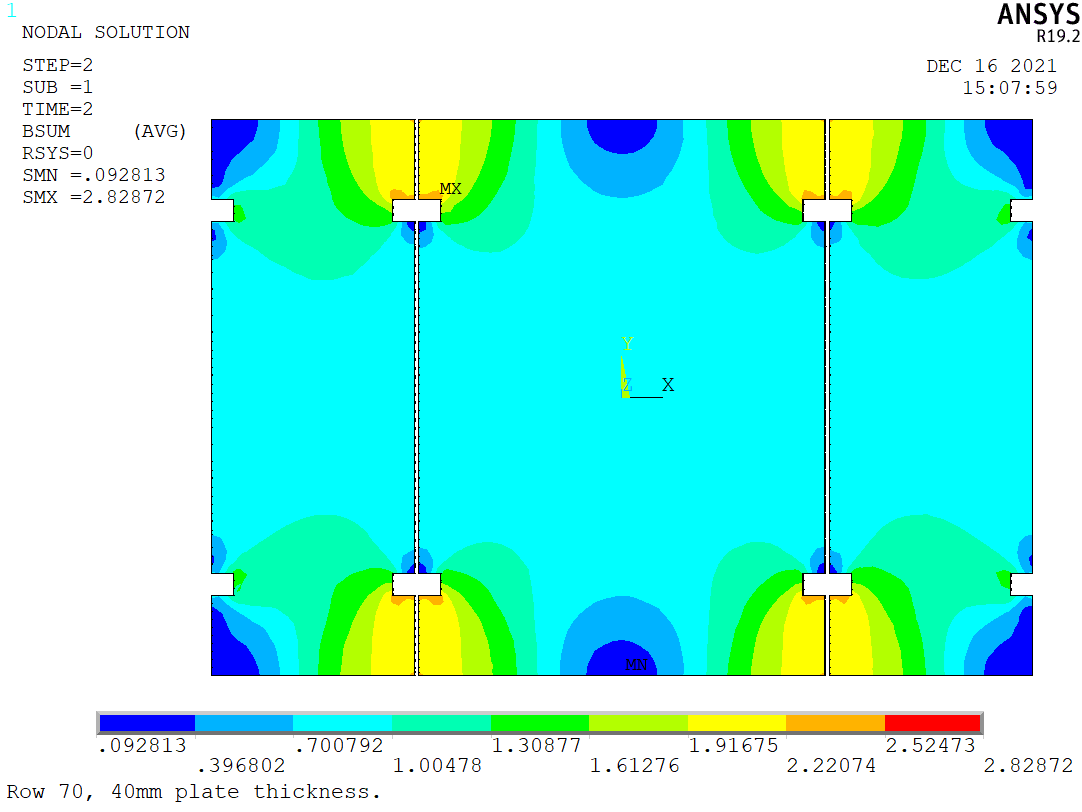 1
NODAL SOLUTION
STEP=2
SUB =1
TIME=2
BSUM (AVG)
RSYS=0
SMN =.092813
SMX =2.82872
ANSYS
R19.2
DEC 16 2021
15:07:59
MX
Y
Z X
MN
.092813 .700792 1.30877 1.91675 2.52473
.396802 1.00478 1.61276 2.22074 2.82872
Row 70, 40mm plate thickness.